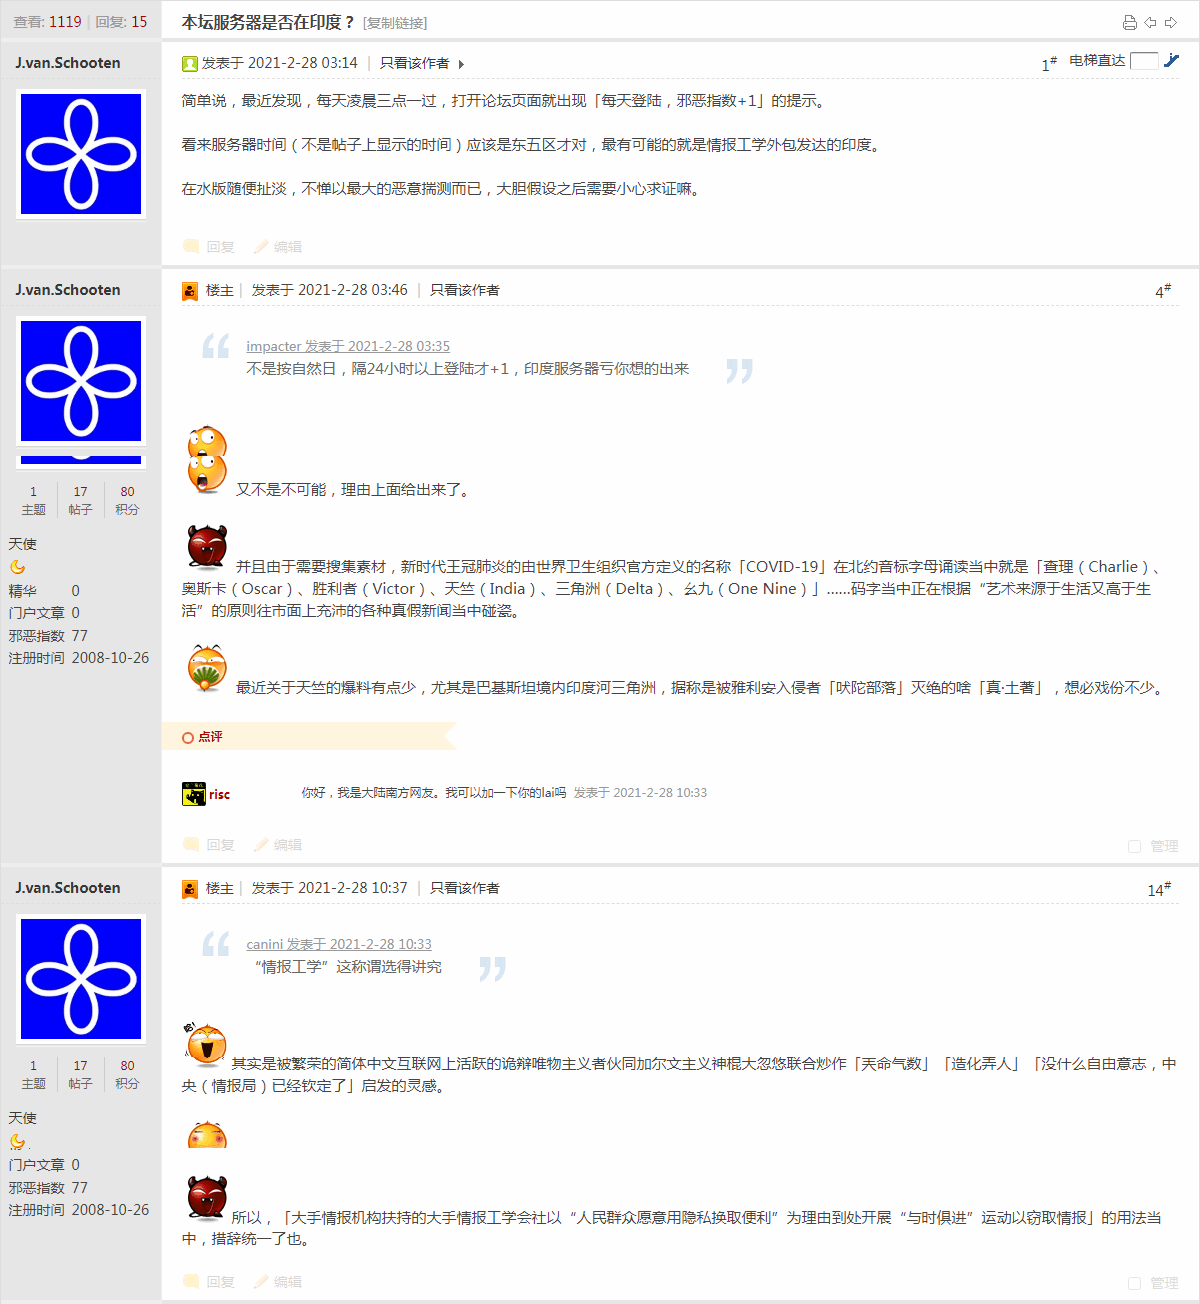 查看: 1119 | 回复: 15
本坛服务器是否在印度？ [复制链接]
J.van.Schooten
发表于 2021-2-28 03:14 | 只看该作者
1# 电梯直达
简单说，最近发现，每天凌晨三点一过，打开论坛页面就出现「每天登陆，邪恶指数+1」的提示。
看来服务器时间（不是帖子上显示的时间）应该是东五区才对，最有可能的就是情报工学外包发达的印度。
在水版随便扯淡，不惮以最大的恶意揣测而已，大胆假设之后需要小心求证嘛。
回复 编辑
J.van.Schooten
楼主 | 发表于 2021-2-28 03:46 | 只看该作者
4#
impacter 发表于 2021-2-28 03:35
不是按自然日，隔24小时以上登陆才+1，印度服务器亏你想的出来
又不是不可能，理由上面给出来了。
1 17 80
主题 帖子 积分
天使
精华 0
门户文章 0
邪恶指数 77
注册时间 2008-10-26
并且由于需要搜集素材，新时代王冠肺炎的由世界卫生组织官方定义的名称「COVID-19」在北约音标字母诵读当中就是「查理（Charlie）、
奥斯卡（Oscar）、胜利者（Victor）、天竺（India）、三角洲（Delta）、幺九（One Nine）」……码字当中正在根据“艺术来源于生活又高于生
活”的原则往市面上充沛的各种真假新闻当中碰瓷。
最近关于天竺的爆料有点少，尤其是巴基斯坦境内印度河三角洲，据称是被雅利安入侵者「吠陀部落」灭绝的啥「真·土著」，想必戏份不少。
点评
risc 你好，我是大陆南方网友。我可以加一下你的lai吗 发表于 2021-2-28 10:33
回复 编辑
管理
J.van.Schooten
楼主 | 发表于 2021-2-28 10:37 | 只看该作者
14#
canini 发表于 2021-2-28 10:33
“情报工学”这称谓选得讲究
哈!
其实是被繁荣的简体中文互联网上活跃的诡辩唯物主义者伙同加尔文主义神棍大忽悠联合炒作「天命气数」「造化弄人」「没什么自由意志，中
央（情报局）已经钦定了」启发的灵感。
1 17 80
主题 帖子 积分
天使
门户文章 0
邪恶指数 77
注册时间 2008-10-26
所以，「大手情报机构扶持的大手情报工学会社以“人民群众愿意用隐私换取便利”为理由到处开展“与时俱进”运动以窃取情报」的用法当
中，措辞统一了也。
回复 编辑
管理